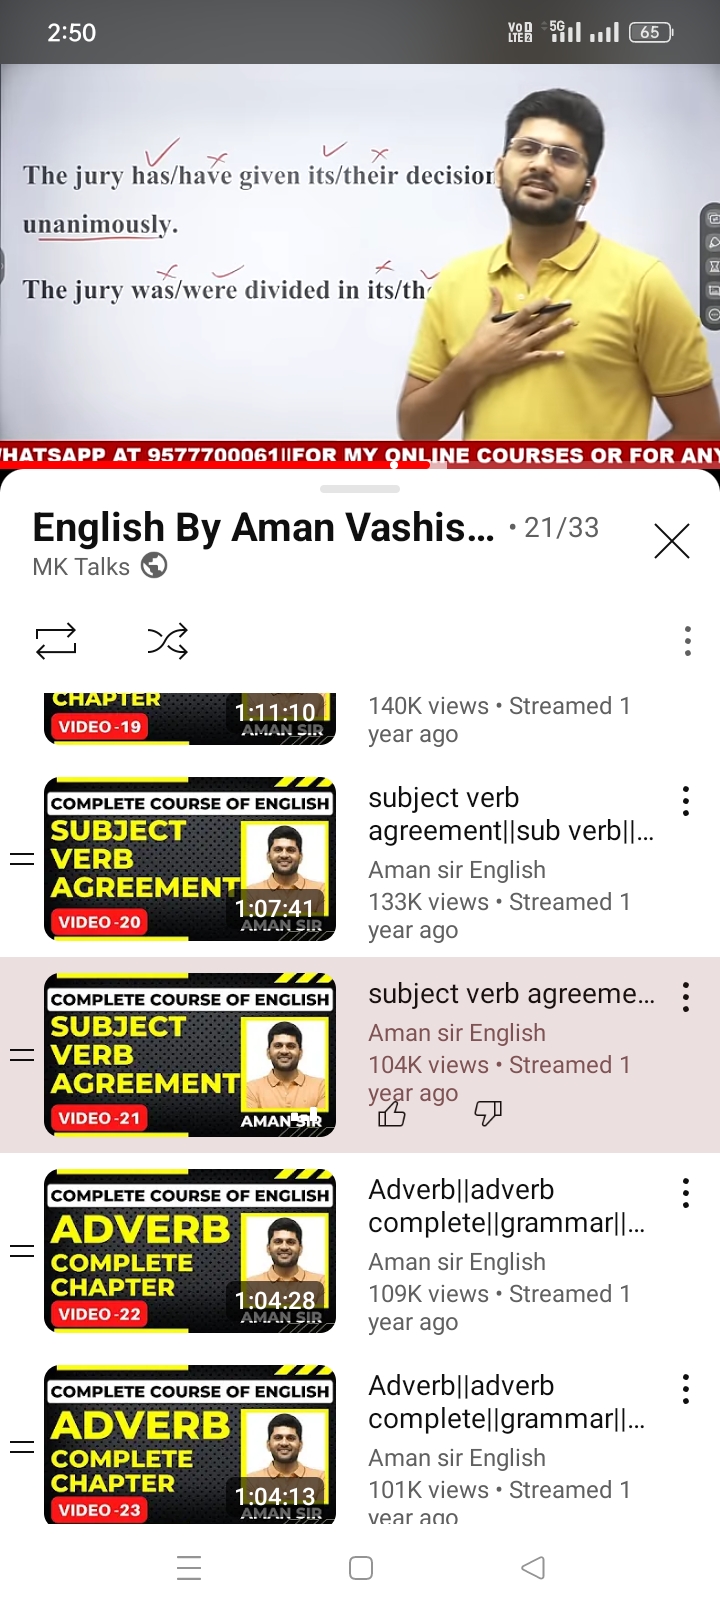 2:50
Vo D
LTE 2
5G
65
The jury has/have given its/their decision
unanimously.
The jury was/were divided in its/th
HATSAPP AT 9577700061||FOR MY ONLINE COURSES OR FOR ANY
English By Aman Vashis... • 21/33
MK Talks
CHAPTER
VIDEO-19
1:11:10
AMAN SIR
140K views • Streamed 1
year ago
COMPLETE COURSE OF ENGLISH
SUBJECT
VERB
AGREEMENT
VIDEO-20
1:07:41
AMAN SIR
subject verb
agreement||sub verb||...
Aman sir English
133K views • Streamed 1
year ago
COMPLETE COURSE OF ENGLISH
SUBJECT
VERB
AGREEMENT
VIDEO-21
AMAN SIR
subject verb agreeme...
Aman sir English
104K views • Streamed 1
year ago
COMPLETE COURSE OF ENGLISH
ADVERB
COMPLETE
CHAPTER
VIDEO-22
1:04:28
AMAN SIR
Adverb||adverb
complete||grammar||...
Aman sir English
109K views • Streamed 1
year ago
COMPLETE COURSE OF ENGLISH
ADVERB
COMPLETE
CHAPTER
VIDEO-23
1:04:13
AMAN SIR
Adverb||adverb
complete||grammar||...
Aman sir English
101K views • Streamed 1
year ago